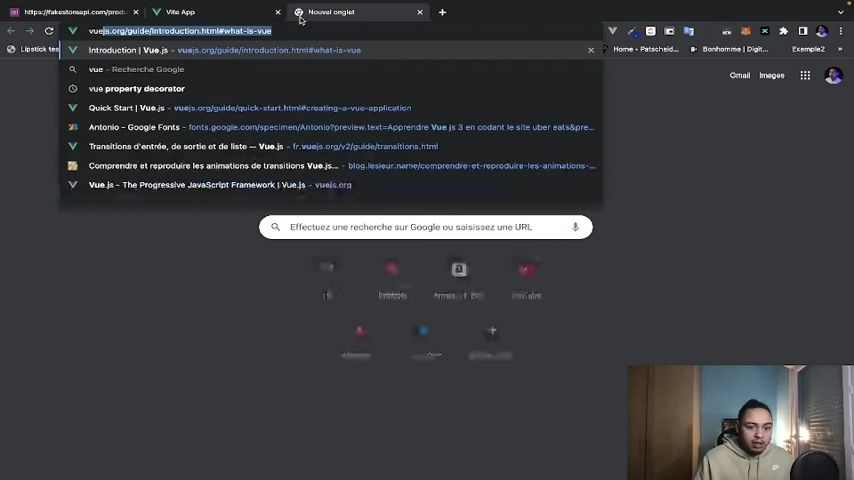 https://fakestoreapi.com/produ
Vite App
Nouvel onglet
vuejs.org/guide/introduction.html#what-is-vue
Lipstick tes
Introduction | Vue.js – vuejs.org/guide/introduction.html#what-is-vue
Home • Patscheid...
Bonhomme | Dig...
vue – Recherche Google
Gmail
Images
vue property decorator
Quick Start | Vue.js – vuejs.org/guide/quick-start.html#creating-a-vue-application
Antonio - Google Fonts – fonts.google.com/specimen/Antonio?preview.text=Apprendre Vue js 3 en codant le site uber eats&pre...
Transitions d'entrée, de sortie et de liste — Vue.js – fr.vuejs.org/v2/guide/transitions.html
Comprendre et reproduire les animations de transitions Vue.js... – blog.lesieur.name/comprendre-et-reproduire-les-animations-...
Vue.js - The Progressive JavaScript Framework | Vue.js – vuejs.org
Effectuez une recherche sur Google ou saisissez une URL
YouTube